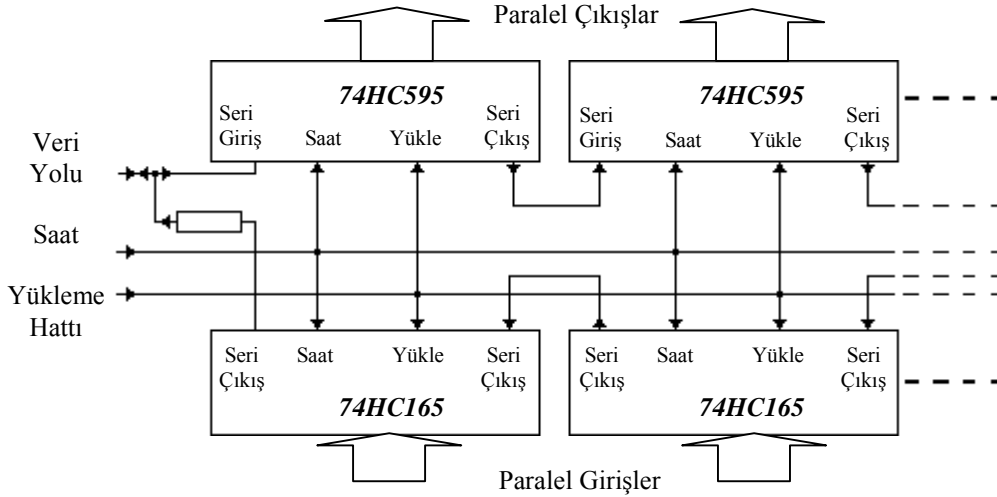 Paralel Çıkışlar
74HC595
Seri
Giriş
Saat
Yükle
Seri
Çıkış
74HC595
Seri
Giriş
Saat
Yükle
Seri
Çıkış
Veri
Yolu
Saat
Yükleme
Hattı
Seri
Çıkış
Saat
Yükle
Seri
Çıkış
74HC165
Seri
Çıkış
Saat
Yükle
Seri
Çıkış
74HC165
Paralel Girişler